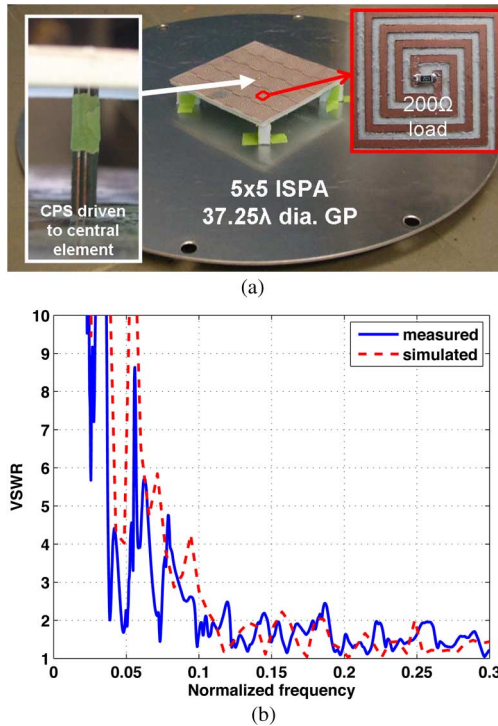 CPS driven
to central
element
5x5 ISPA
37.25λ dia. GP
200Ω
load
(a)
10
9
8
7
6
5
4
3
2
1
VSWR
measured
simulated
0
0.05
0.1
0.15
0.2
0.25
0.3
Normalized frequency
(b)